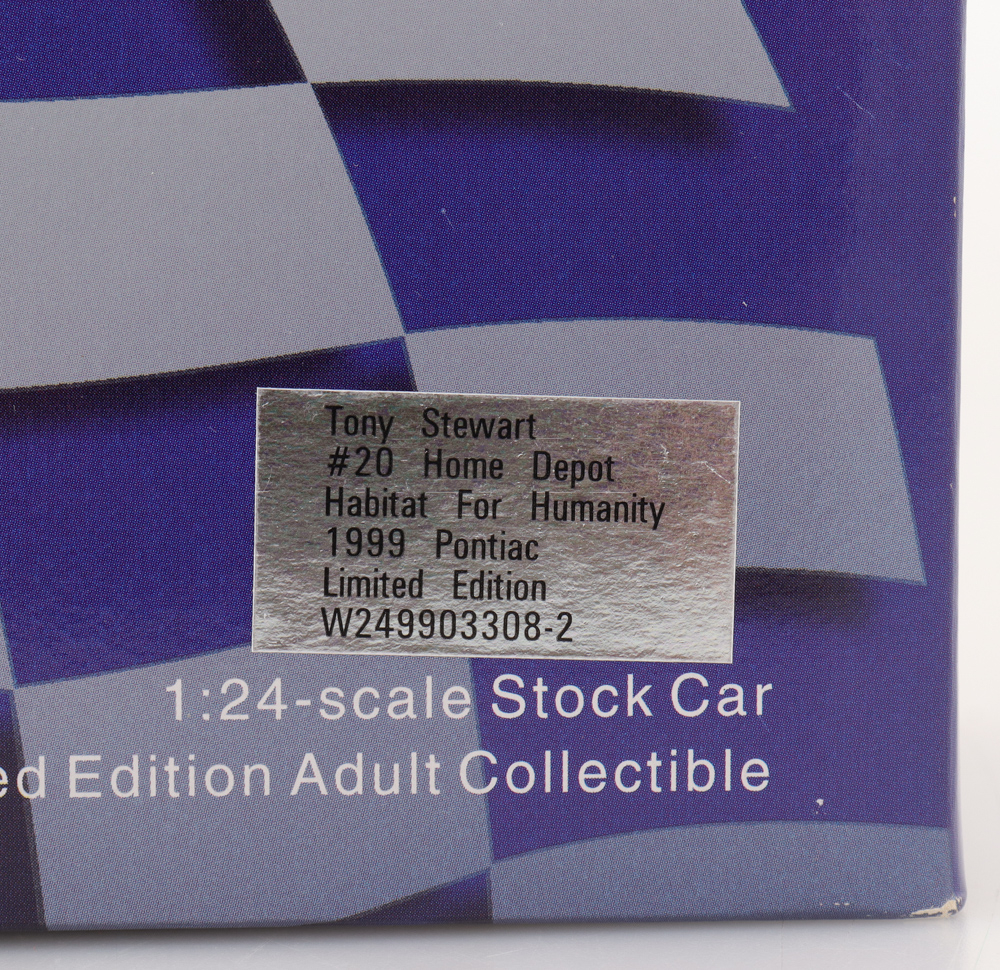 Tony Stewart
#20 Home Depot
Habitat For Humanity
1999 Pontiac
Limited Edition
W249903308-2
1:24-scale Stock Car
Edition Adult Collectible